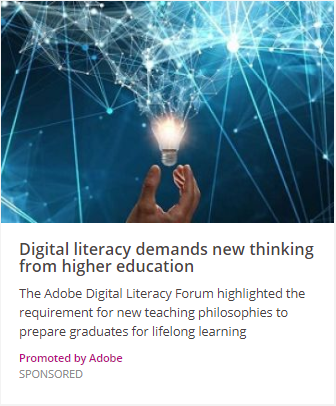 Digital literacy demands new thinking
from higher education
The Adobe Digital Literacy Forum highlighted the
requirement for new teaching philosophies to
prepare graduates for lifelong learning
Promoted by Adobe
SPONSORED